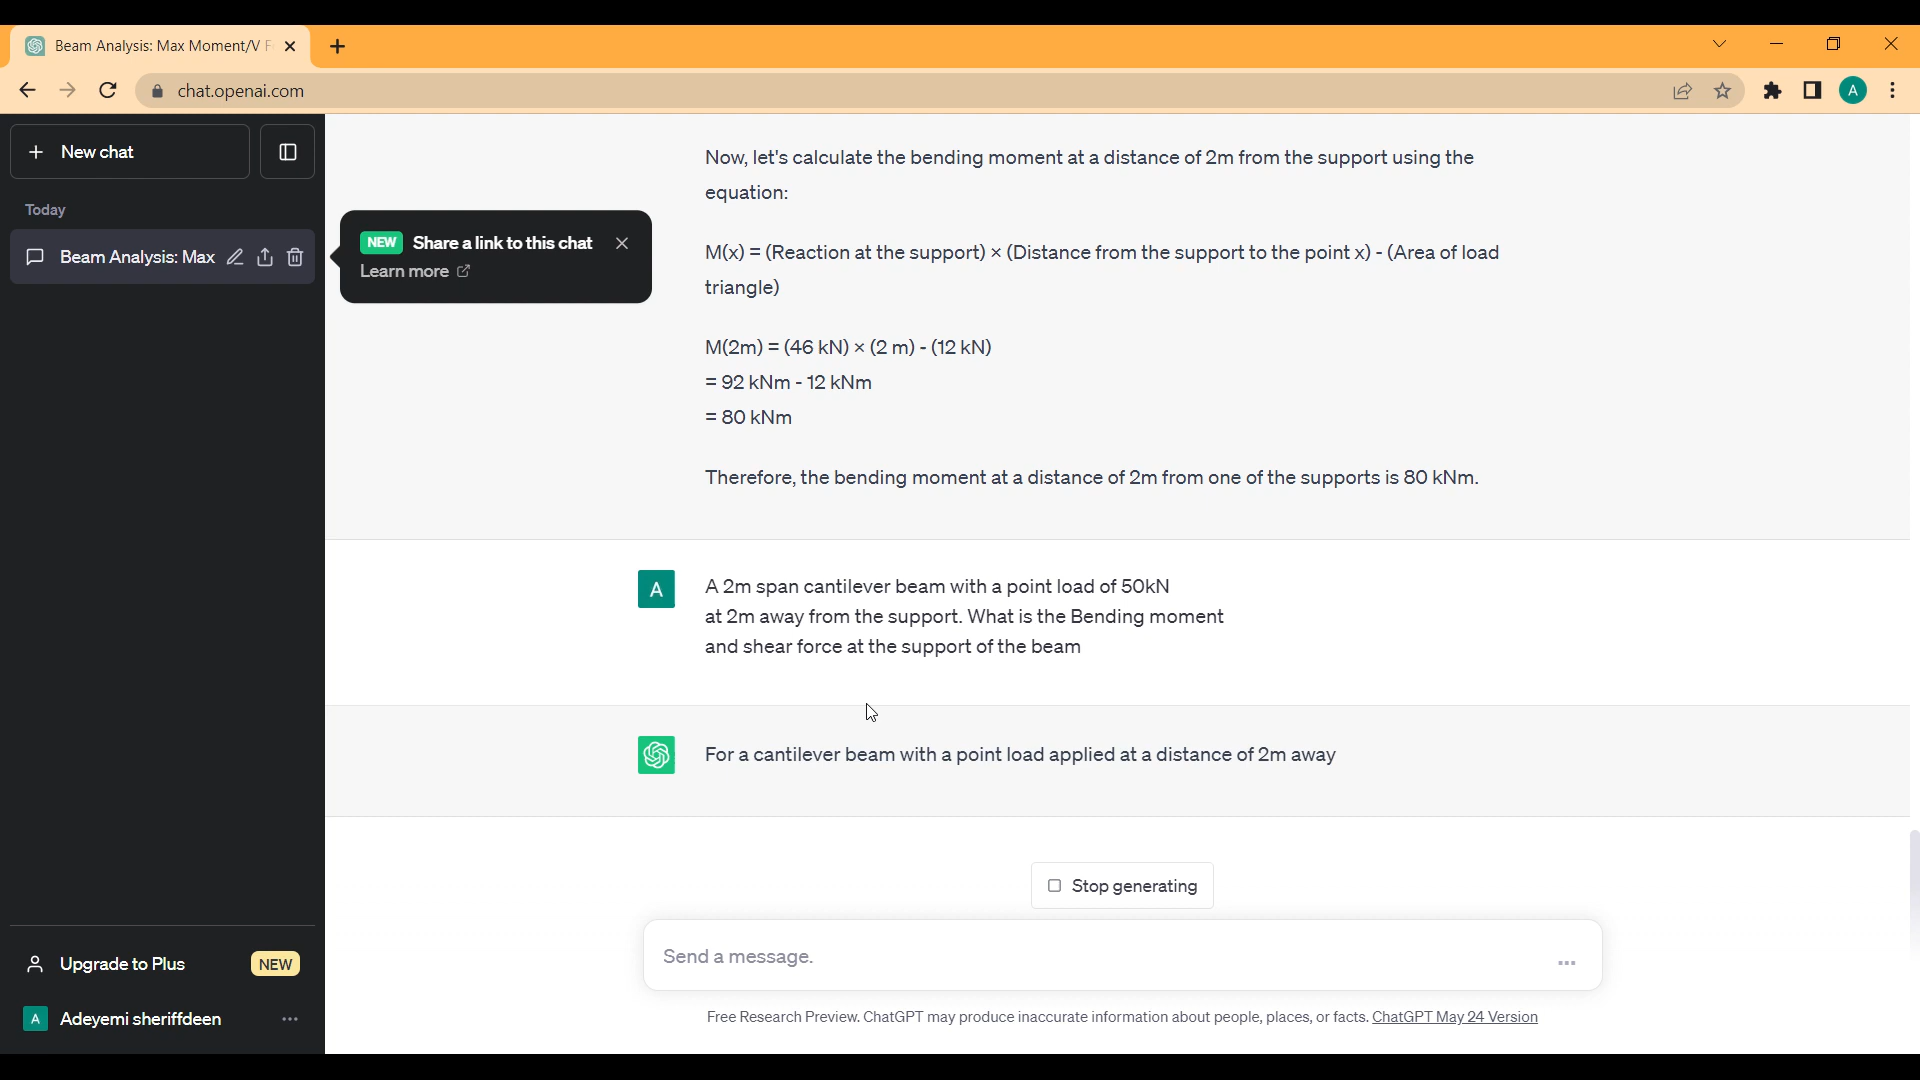 Beam Analysis: Max Moment/V F
chat.openai.com
A
New chat
Today
Beam Analysis: Max
NEW Share a link to this chat
Learn more
Now, let's calculate the bending moment at a distance of 2m from the support using the
equation:
M(x) = (Reaction at the support) × (Distance from the support to the point x) - (Area of load
triangle)
M(2m) = (46 kN) × (2 m) - (12 kN)
= 92 kNm - 12 kNm
= 80 kNm
Therefore, the bending moment at a distance of 2m from one of the supports is 80 kNm.
A
A 2m span cantilever beam with a point load of 50kN
at 2m away from the support. What is the Bending moment
and shear force at the support of the beam
For a cantilever beam with a point load applied at a distance of 2m away
Stop generating
Send a message.
Free Research Preview. ChatGPT may produce inaccurate information about people, places, or facts. ChatGPT May 24 Version
Upgrade to Plus NEW
A Adeyemi sheriffdeen